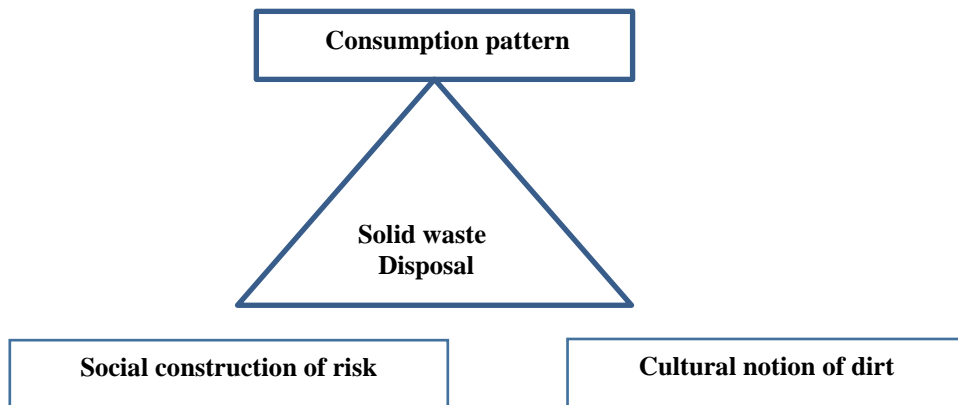 Consumption pattern
Solid waste
Disposal
Social construction of risk
Cultural notion of dirt